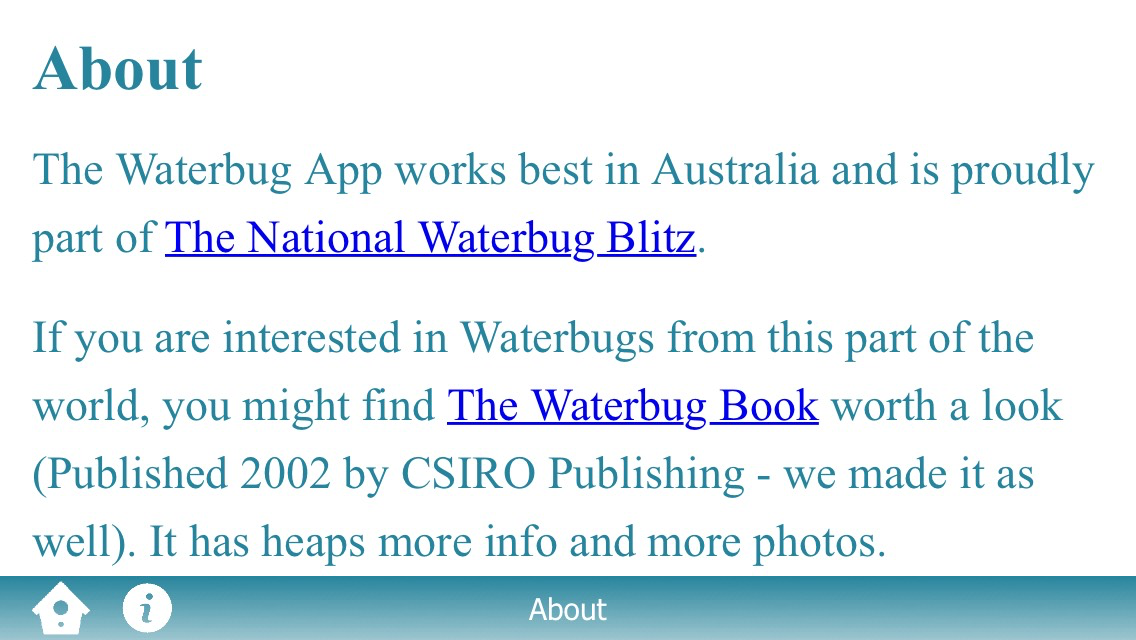 About
The Waterbug App works best in Australia and is proudly
part of The National Waterbug Blitz.
If you are interested in Waterbugs from this part of the
world, you might find The Waterbug Book worth a look
(Published 2002 by CSIRO Publishing - we made it as
well). It has heaps more info and more photos.
i About